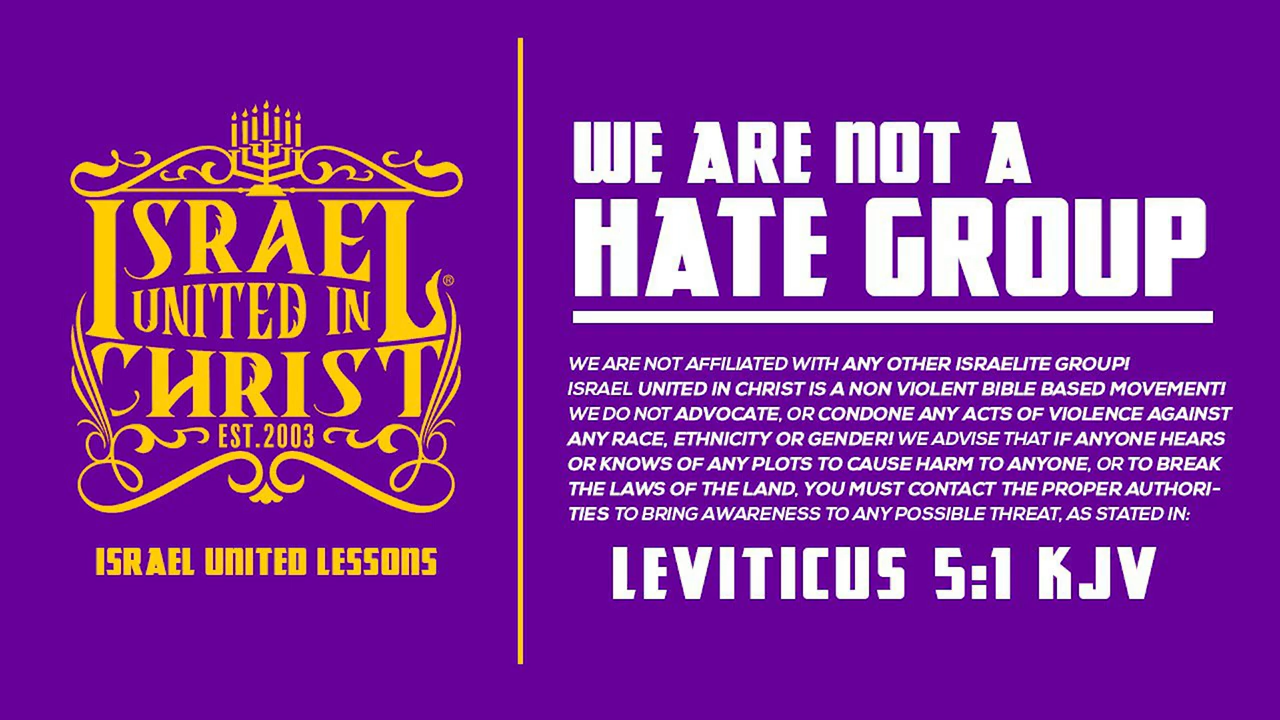 ISRAEL
UNITED IN
CHRIST
®
EST.2003
ISRAEL UNITED LESSONS
WE ARE NOT A
HATE GROUP
WE ARE NOT AFFILIATED WITH ANY OTHER ISRAELITE GROUP!
ISRAEL UNITED IN CHRIST IS A NON VIOLENT BIBLE BASED MOVEMENT!
WE DO NOT ADVOCATE, OR CONDONE ANY ACTS OF VIOLENCE AGAINST
ANY RACE, ETHNICITY OR GENDER! WE ADVISE THAT IF ANYONE HEARS
OR KNOWS OF ANY PLOTS TO CAUSE HARM TO ANYONE, OR TO BREAK
THE LAWS OF THE LAND, YOU MUST CONTACT THE PROPER AUTHORI-
TIES TO BRING AWARENESS TO ANY POSSIBLE THREAT, AS STATED IN:
LEVITICUS 5:1 KJV